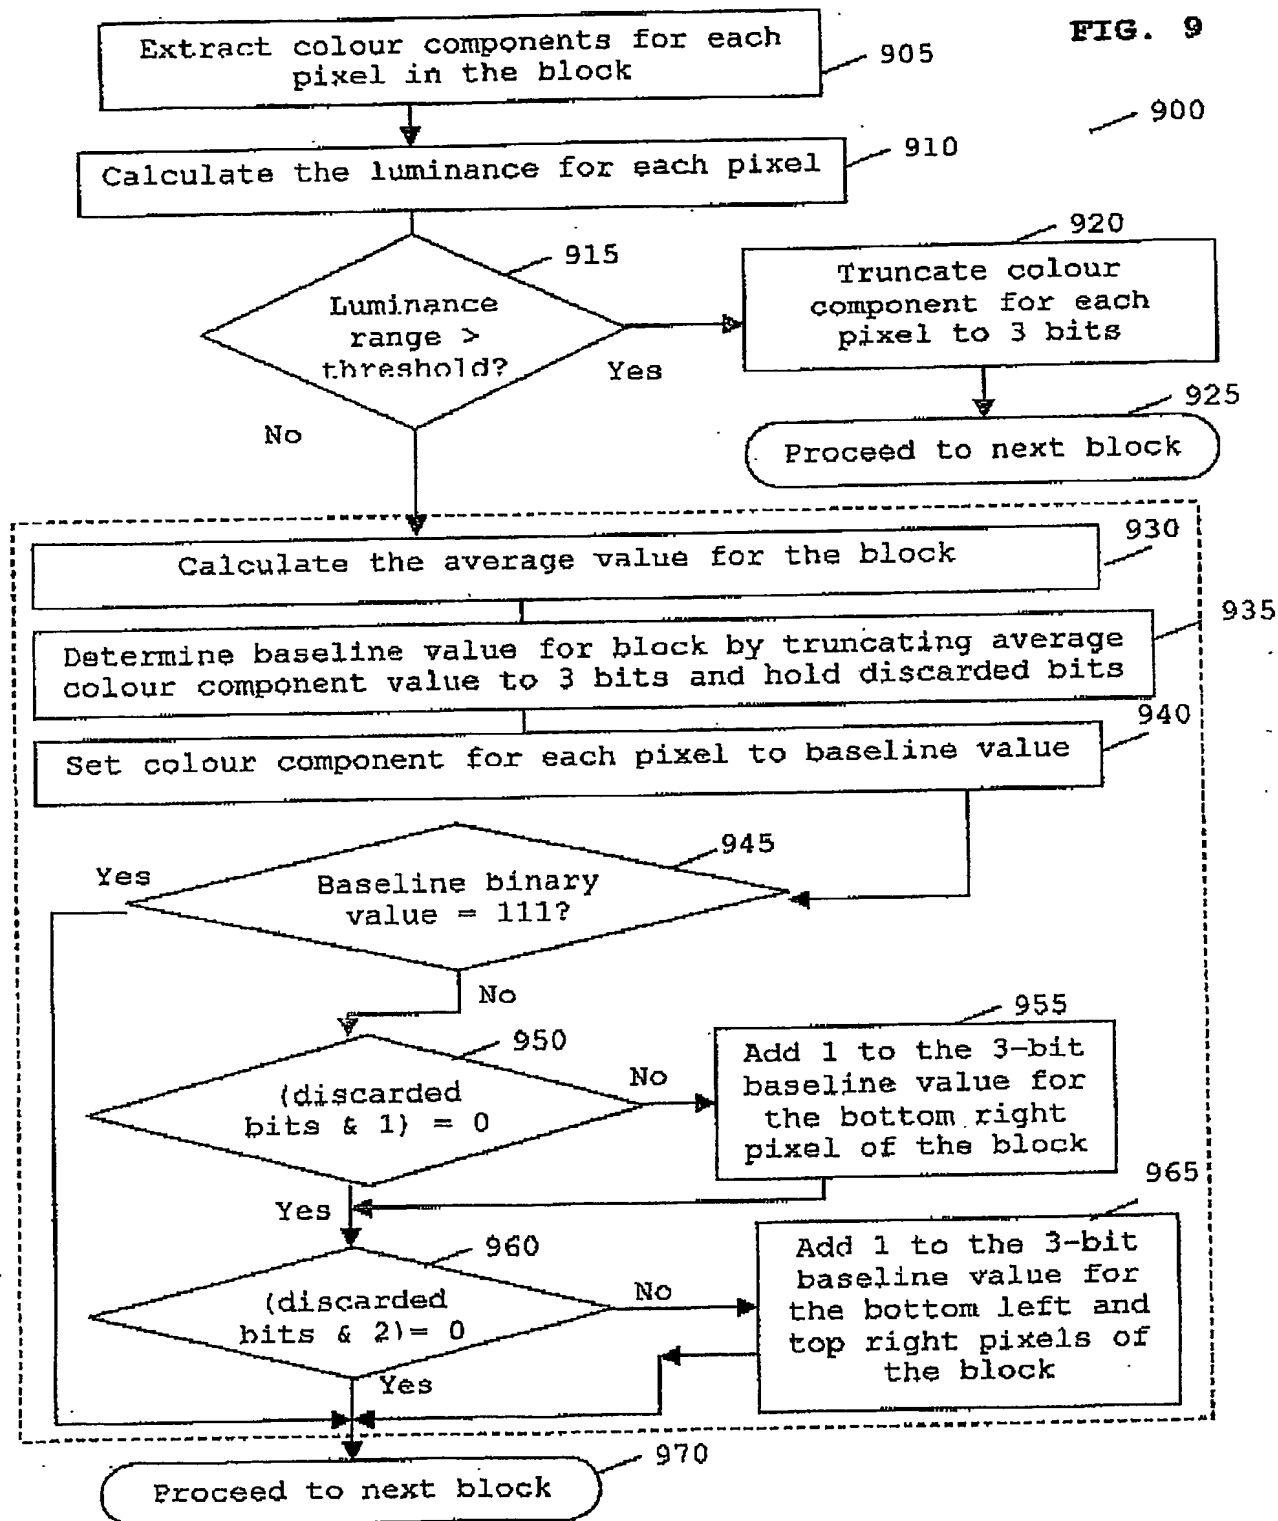 FIG. 9
Extract colour components for each
pixel in the block
905
900
Calculate the luminance for each pixel
910
Luminance
range >
threshold?
915
Yes
No
920
Truncate colour
component for each
pixel to 3 bits
925
Proceed to next block
Calculate the average value for the block
930
Determine baseline value for block by truncating average
colour component value to 3 bits and hold discarded bits
935
Set colour component for each pixel to baseline value
940
Baseline binary
value = 111?
945
Yes
No
(discarded
bits & 1) = 0
950
No
Yes
955
Add 1 to the 3-bit
baseline value for
the bottom right
pixel of the block
(discarded
bits & 2)= 0
960
No
Yes
965
Add 1 to the 3-bit
baseline value for
the bottom left and
top right pixels of
the block
Proceed to next block
970